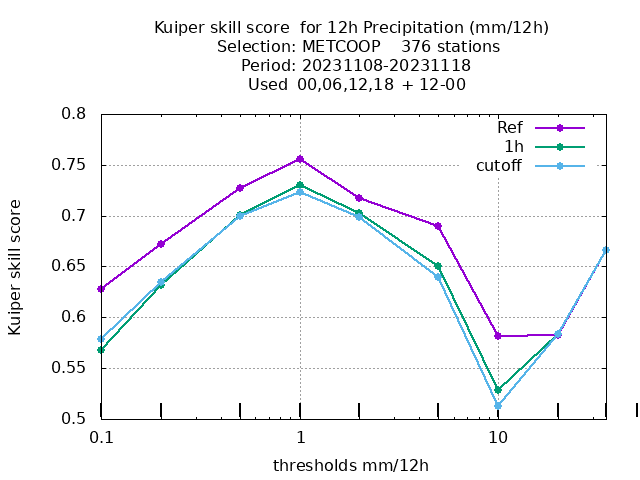 Kuiper skill score  for 12h Precipitation (mm/12h)
Selection: METCOOP    376 stations
Period: 20231108-20231118
Used  00,06,12,18 + 12-00
Ref
1h
cutoff
Kuiper skill score
0.8
0.75
0.7
0.65
0.6
0.55
0.5
0.1 1 10
thresholds mm/12h